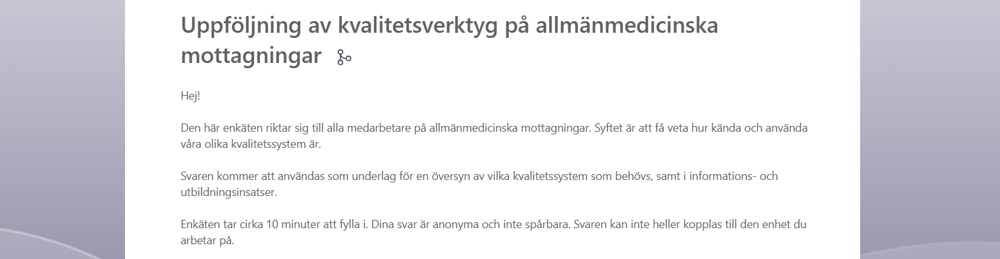 Uppföljning av kvalitetsverktyg på allmänmedicinska
mottagningar
Hej!
Den här enkäten riktar sig till alla medarbetare på allmänmedicinska mottagningar. Syftet är att få veta hur kända och använda
våra olika kvalitetssystem är.
Svaren kommer att användas som underlag för en översyn av vilka kvalitetssystem som behövs, samt i informations- och
utbildningsinsatser.
Enkäten tar cirka 10 minuter att fylla i. Dina svar är anonyma och inte spårbara. Svaren kan inte heller kopplas till den enhet du
arbetar på.